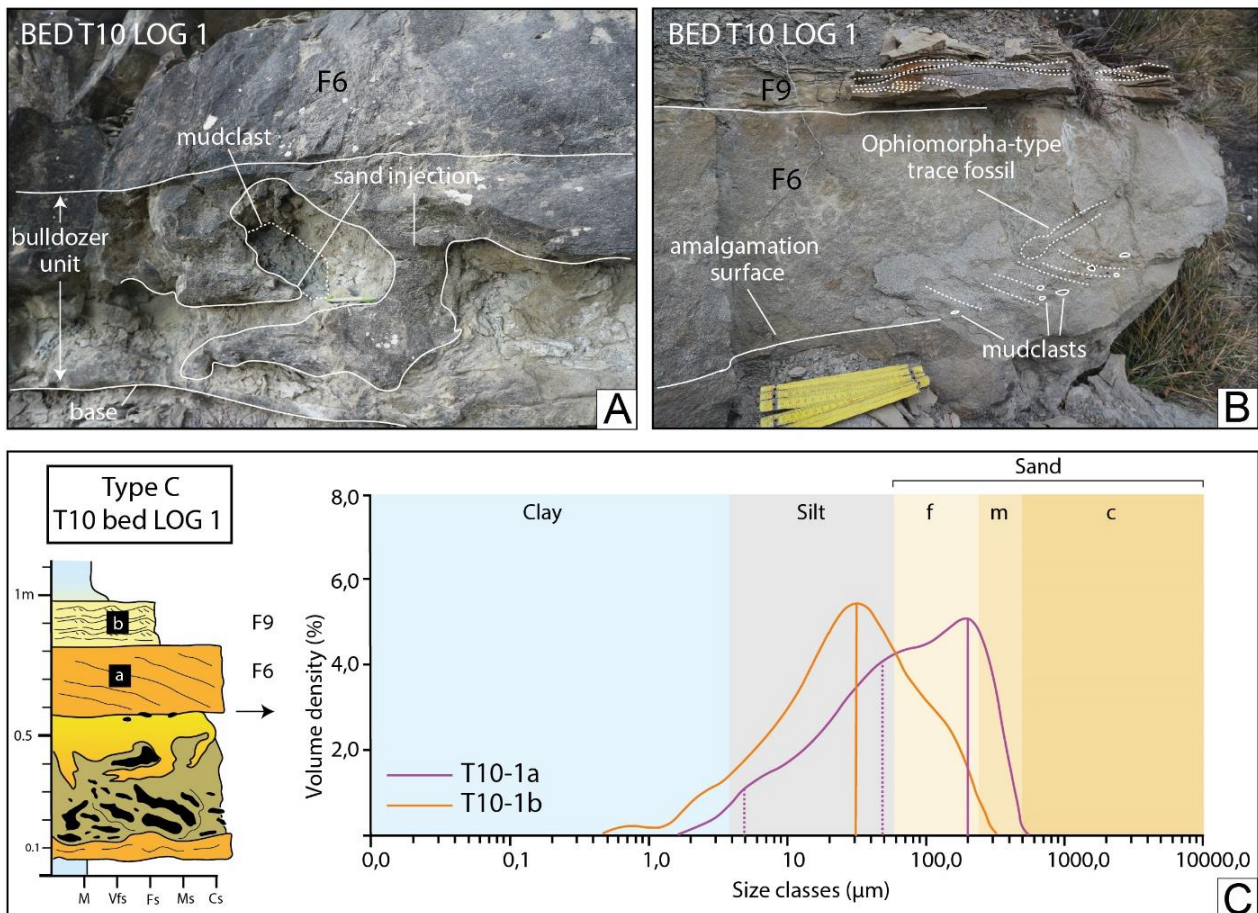 BED T10 LOG 1
F6
mudclast
sand injection
bulldozer
unit
base
A
BED T10 LOG 1
F9
Ophiomorpha-type
trace fossil
F6
amalgamation
surface
mudclasts
B
Type C
T10 bed LOG 1
1m
0.5
0.1
b
a
F9
F6
M Vfs Fs Ms Cs
Sand
Clay Silt f m c
Volume density (%)
8,0
6,0
4,0
2,0
T10-1a
T10-1b
0,0 0,1 1,0 10 100,0 1000,0 10000,0
Size classes (µm)
C